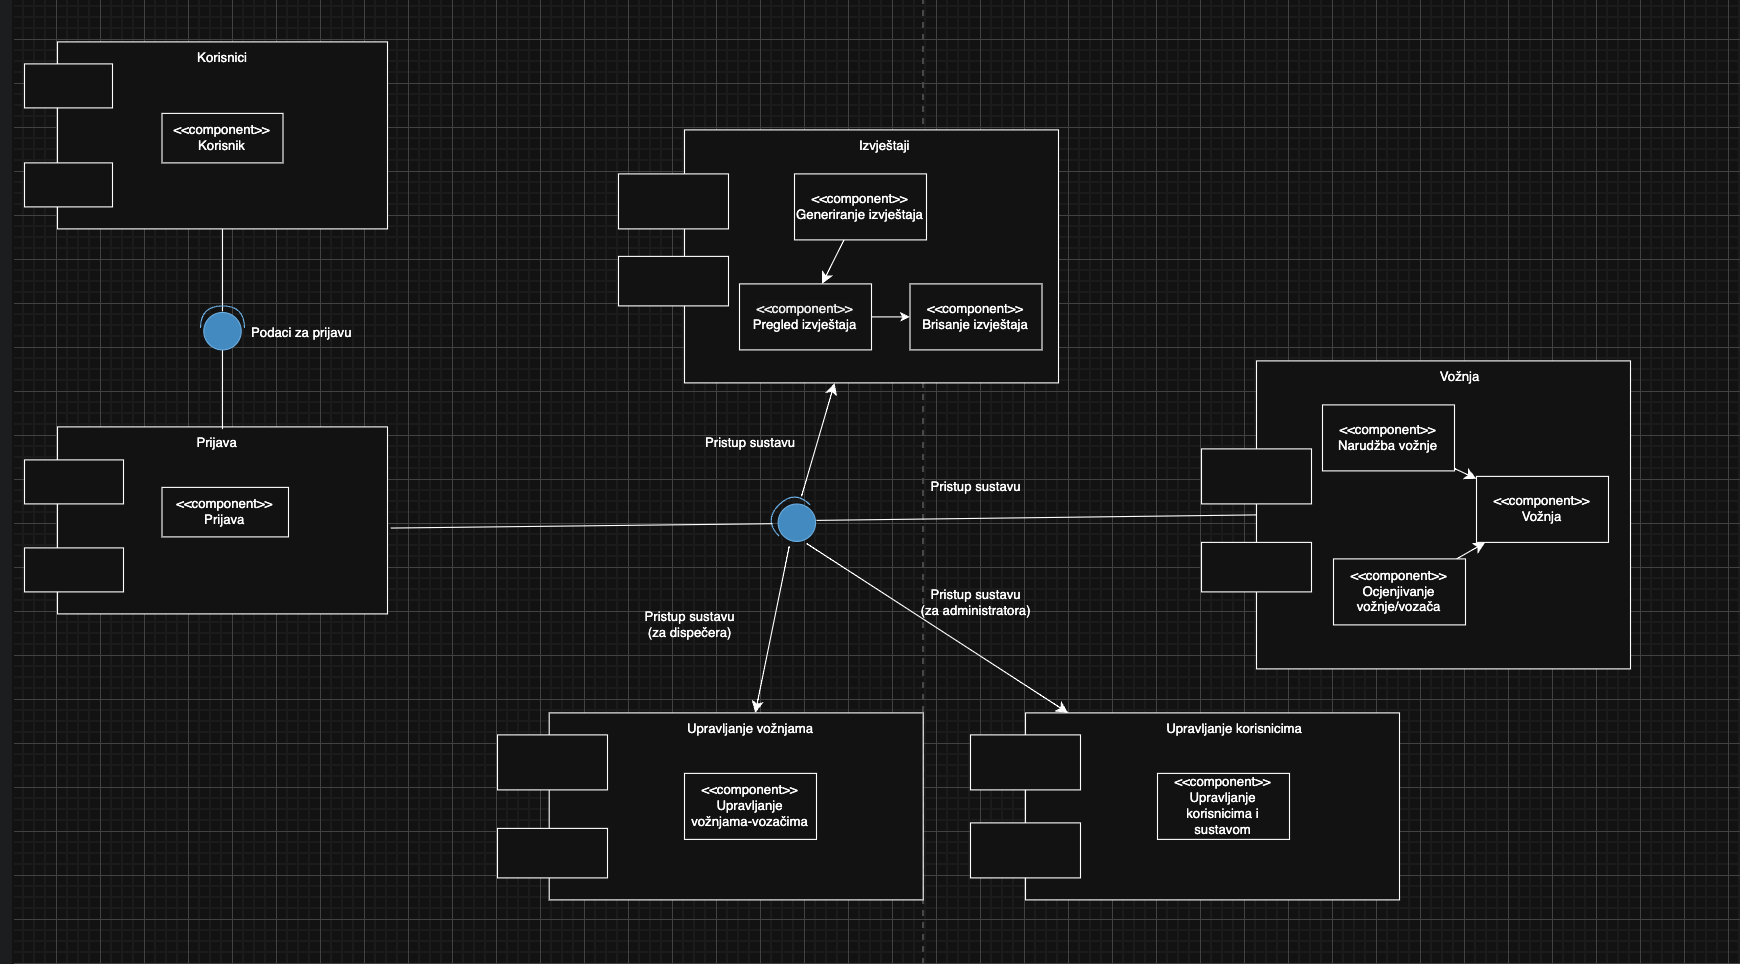 Korisnici
<<component>>
Korisnik
Podaci za prijavu
Prijava
<<component>>
Prijava
Izvještaji
<<component>>
Generiranje izvještaja
<<component>>
Pregled izvještaja
<<component>>
Brisanje izvještaja
Pristup sustavu
Pristup sustavu
Pristup sustavu
(za dispečera)
Pristup sustavu
(za administratora)
Vožnja
<<component>>
Narudžba vožnje
<<component>>
Vožnja
<<component>>
Ocjenjivanje
vožnje/vozača
Upravljanje vožnjama
<<component>>
Upravljanje
vožnjama-vozačima
Upravljanje korisnicima
<<component>>
Upravljanje
korisnicima i
sustavom